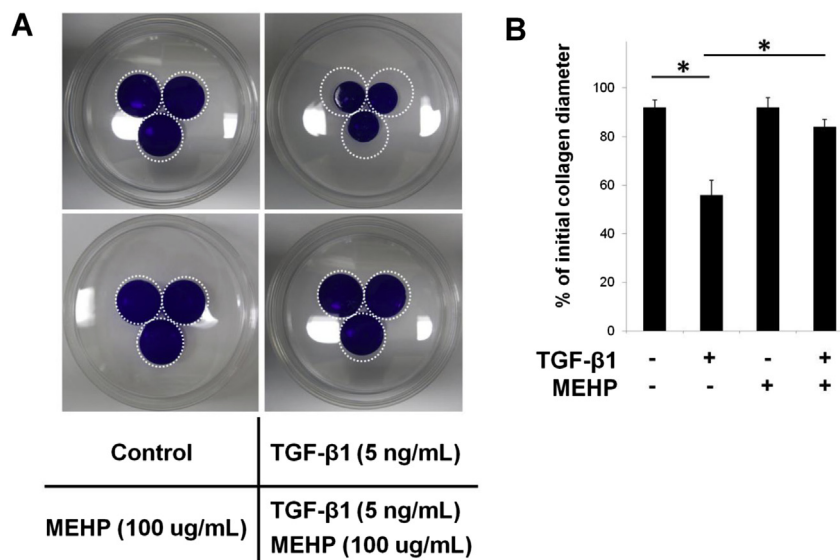 A
Control
TGF-β1 (5 ng/mL)
MEHP (100 ug/mL)
TGF-β1 (5 ng/mL)
MEHP (100 ug/mL)
B
% of initial collagen diameter
100
80
60
40
20
0
*
*
TGF-β1 - + - +
MEHP - - + +